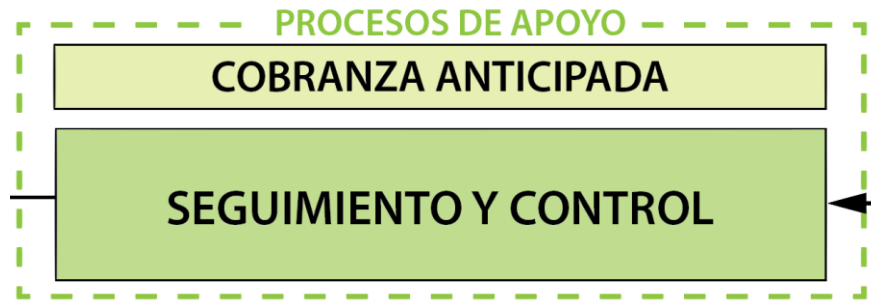 PROCESOS DE APOYO
COBRANZA ANTICIPADA
SEGUIMIENTO Y CONTROL